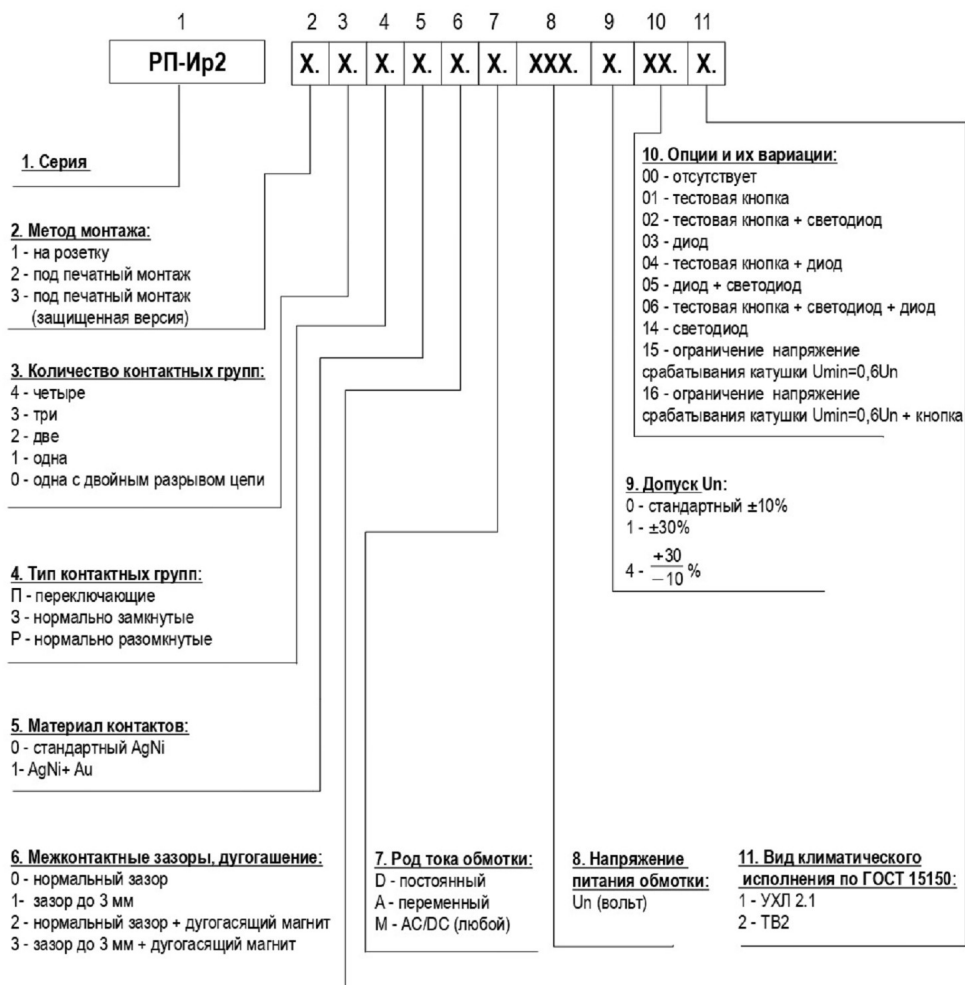 1 2 3 4 5 6 7 8 9 10 11
РП-Ир2 X. X. X. X. X. X. XXX. X. XX. X.
1. Серия
2. Метод монтажа:
1 - на розетку
2 - под печатный монтаж
3 - под печатный монтаж
(защищенная версия)
3. Количество контактных групп:
4 - четыре
3 - три
2 - две
1 - одна
0 - одна с двойным разрывом цепи
4. Тип контактных групп:
П - переключающие
З - нормально замкнутые
Р - нормально разомкнутые
5. Материал контактов:
0 - стандартный AgNi
1- AgNi+ Au
6. Межконтактные зазоры, дугогашение:
0 - нормальный зазор
1- зазор до 3 мм
2 - нормальный зазор + дугогасящий магнит
3 - зазор до 3 мм + дугогасящий магнит
7. Род тока обмотки:
D - постоянный
A - переменный
M - AC/DC (любой)
8. Напряжение
питания обмотки:
Un (вольт)
9. Допуск Un:
0 - стандартный ±10%
1 - ±30%
4 - +30/−10 %
10. Опции и их вариации:
00 - отсутствует
01 - тестовая кнопка
02 - тестовая кнопка + светодиод
03 - диод
04 - тестовая кнопка + диод
05 - диод + светодиод
06 - тестовая кнопка + светодиод + диод
14 - светодиод
15 - ограничение напряжение
срабатывания катушки Umin=0,6Un
16 - ограничение напряжение
срабатывания катушки Umin=0,6Un + кнопка
11. Вид климатического
исполнения по ГОСТ 15150:
1 - УХЛ 2.1
2 - ТВ2